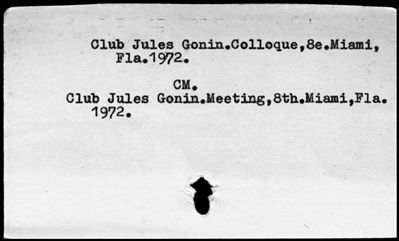 Club Jules Gonin.Colloque,8e.Miami,
Fla.1972.
CM.
Club Jules Gonin.Meeting,8th.Miami,Fla.
1972.